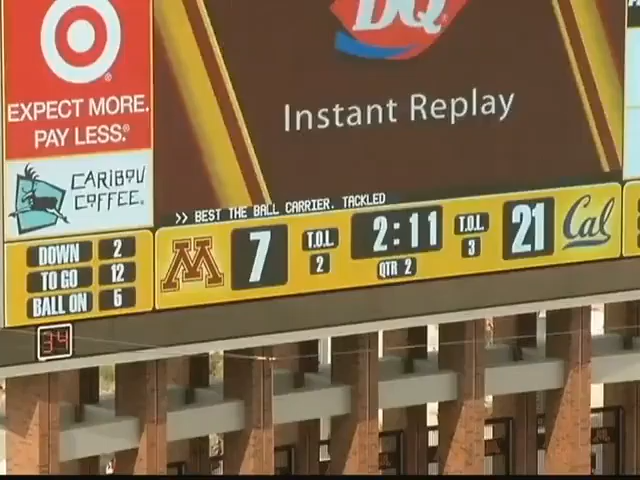 DQ
EXPECT MORE.
PAY LESS.®
Instant Replay
CARIBOU
COFFEE.
>> BEST THE BALL CARRIER. TACKLED
DOWN 2
TO GO 12
BALL ON 6
M 7 T.O.L 2 2:11 QTR 2 T.O.L 3 21 Cal
34